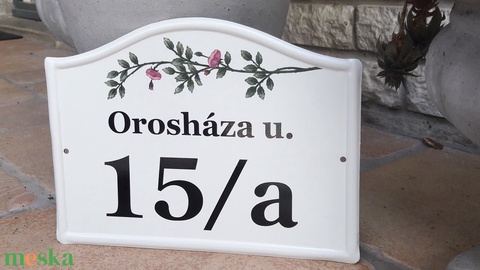 Orosháza u.
15/a
meska